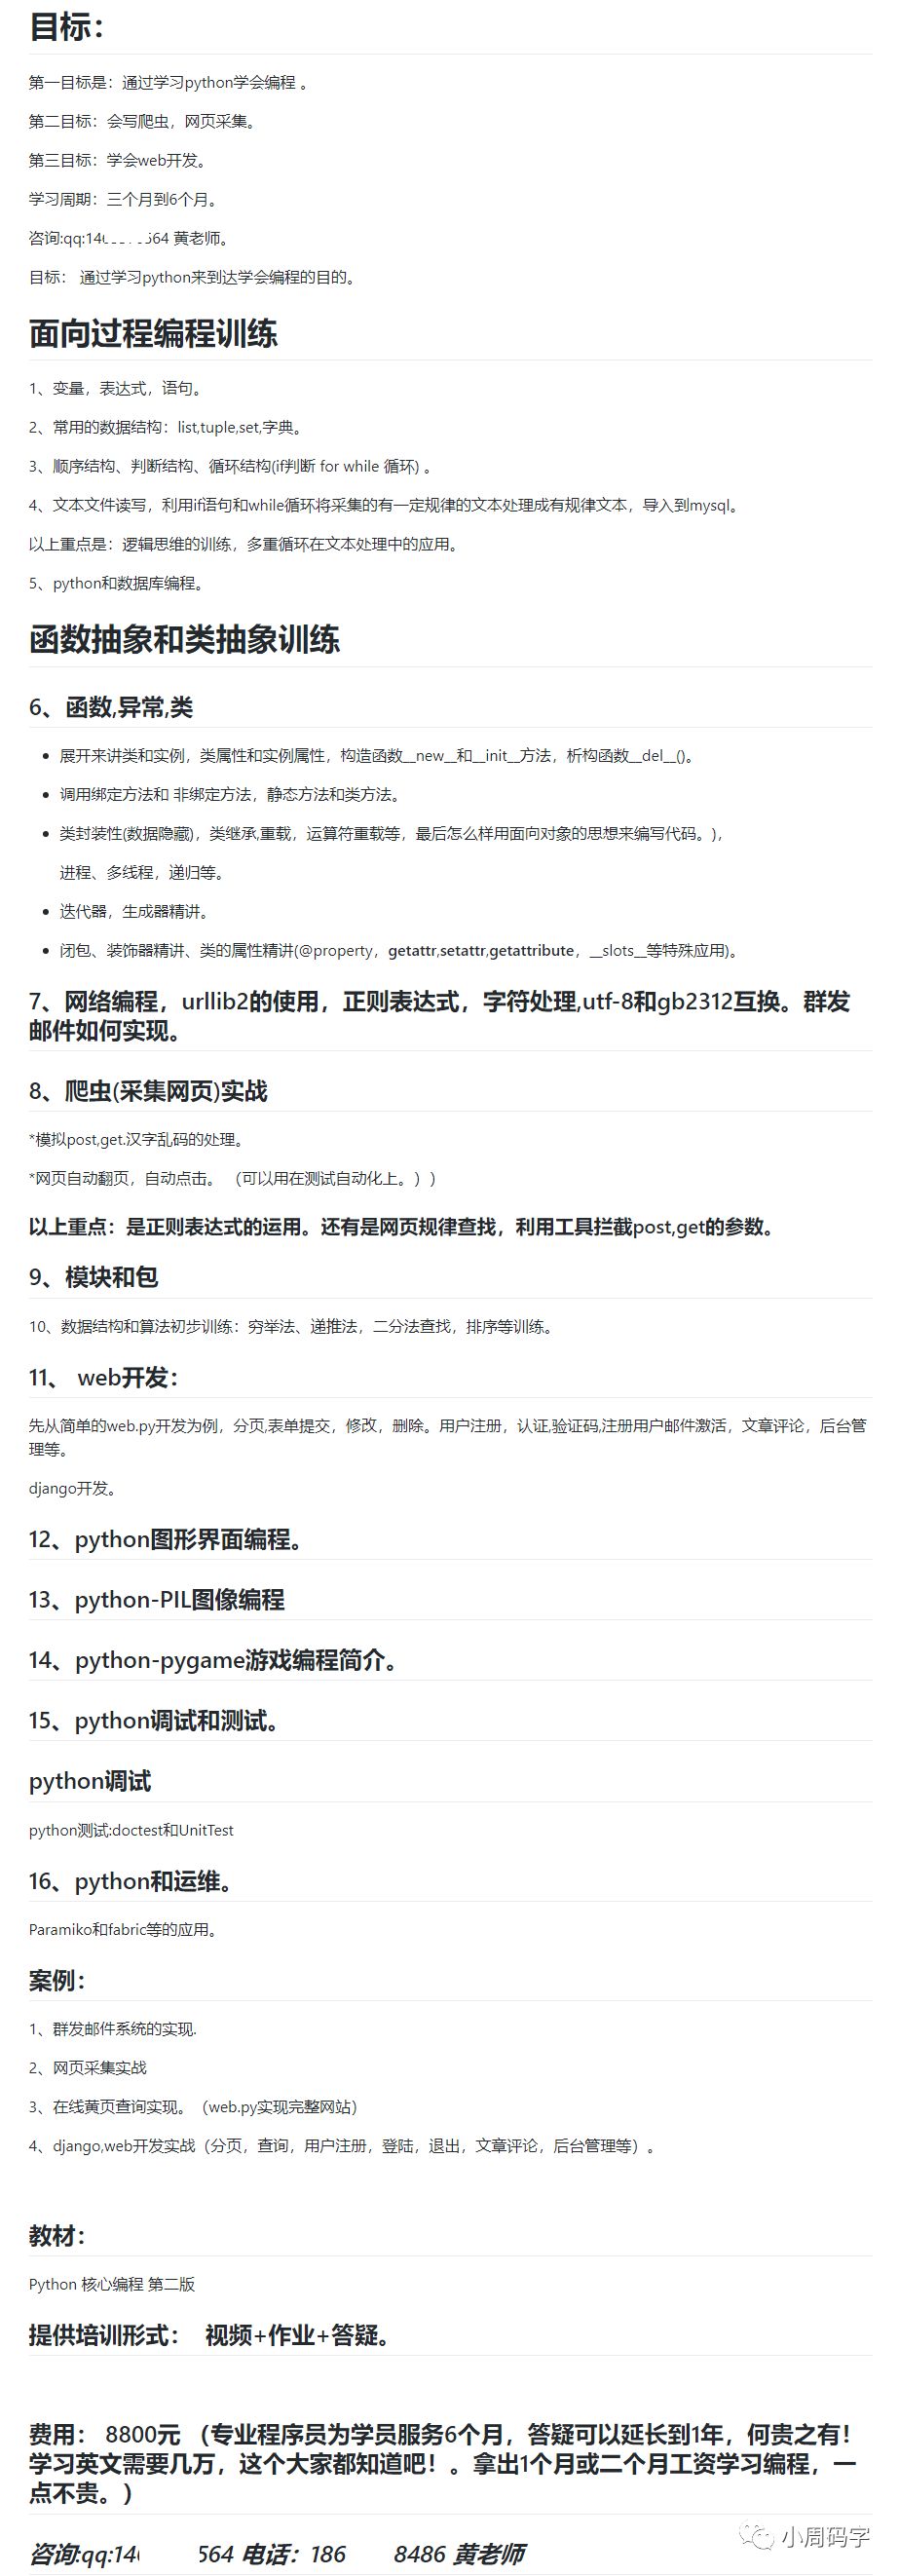 目标：
第一目标是：通过学习python学会编程 。
第二目标：会写爬虫，网页采集。
第三目标：学会web开发。
学习周期：三个月到6个月。
咨询:qq:14 564 黄老师。
目标： 通过学习python来到达学会编程的目的。
面向过程编程训练
1、变量，表达式，语句。
2、常用的数据结构：list,tuple,set,字典。
3、顺序结构、判断结构、循环结构(if判断 for while 循环) 。
4、文本文件读写，利用if语句和while循环将采集的有一定规律的文本处理成有规律文本，导入到mysql。
以上重点是：逻辑思维的训练，多重循环在文本处理中的应用。
5、python和数据库编程。
函数抽象和类抽象训练
6、函数,异常,类
• 展开来讲类和实例，类属性和实例属性，构造函数__new__和__init__方法，析构函数__del__()。
• 调用绑定方法和 非绑定方法，静态方法和类方法。
• 类封装性(数据隐藏)，类继承,重载，运算符重载等，最后怎么样用面向对象的思想来编写代码。)，
进程、多线程，递归等。
• 迭代器，生成器精讲。
• 闭包、装饰器精讲、类的属性精讲(@property，getattr,setattr,getattribute，__slots__等特殊应用)。
7、网络编程，urllib2的使用，正则表达式，字符处理,utf-8和gb2312互换。群发
邮件如何实现。
8、爬虫(采集网页)实战
*模拟post,get.汉字乱码的处理。
*网页自动翻页，自动点击。 （可以用在测试自动化上。））
以上重点：是正则表达式的运用。还有是网页规律查找，利用工具拦截post,get的参数。
9、模块和包
10、数据结构和算法初步训练：穷举法、递推法，二分法查找，排序等训练。
11、 web开发：
先从简单的web.py开发为例，分页,表单提交，修改，删除。用户注册，认证,验证码,注册用户邮件激活，文章评论，后台管
理等。
django开发。
12、python图形界面编程。
13、python-PIL图像编程
14、python-pygame游戏编程简介。
15、python调试和测试。
python调试
python测试:doctest和UnitTest
16、python和运维。
Paramiko和fabric等的应用。
案例：
1、群发邮件系统的实现.
2、网页采集实战
3、在线黄页查询实现。（web.py实现完整网站）
4、django,web开发实战（分页，查询，用户注册，登陆，退出，文章评论，后台管理等）。
教材：
Python 核心编程 第二版
提供培训形式： 视频+作业+答疑。
费用： 8800元 （专业程序员为学员服务6个月，答疑可以延长到1年，何贵之有！
学习英文需要几万，这个大家都知道吧！。拿出1个月或二个月工资学习编程，一
点不贵。）
咨询:qq:14 564 电话：186 8486 黄老师
小周码字